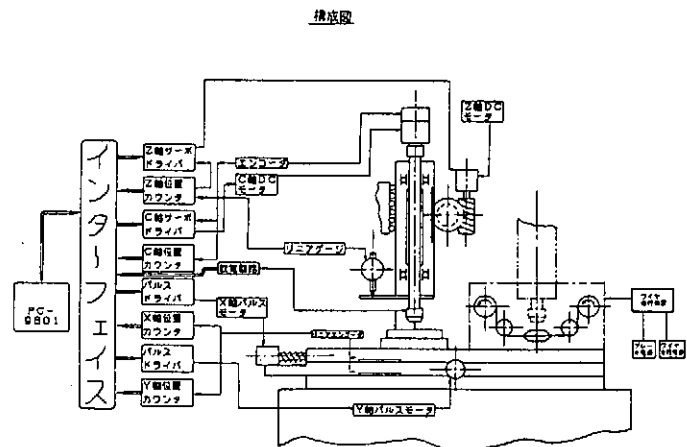 構成図
Z軸DC
モータ
Z軸サーボ
ドライバ
エンコーダ
Z軸位置
カウンタ
C軸DC
モータ
C軸サーボ
ドライバ
リニアゲージ
C軸位置
カウンタ
インターフェイス
パルス
ドライバ
X軸パルス
モータ
PC-
9801
X軸位置
カウンタ
パルス
ドライバ
Y軸位置
カウンタ
Y軸パルスモータ
ワイヤ